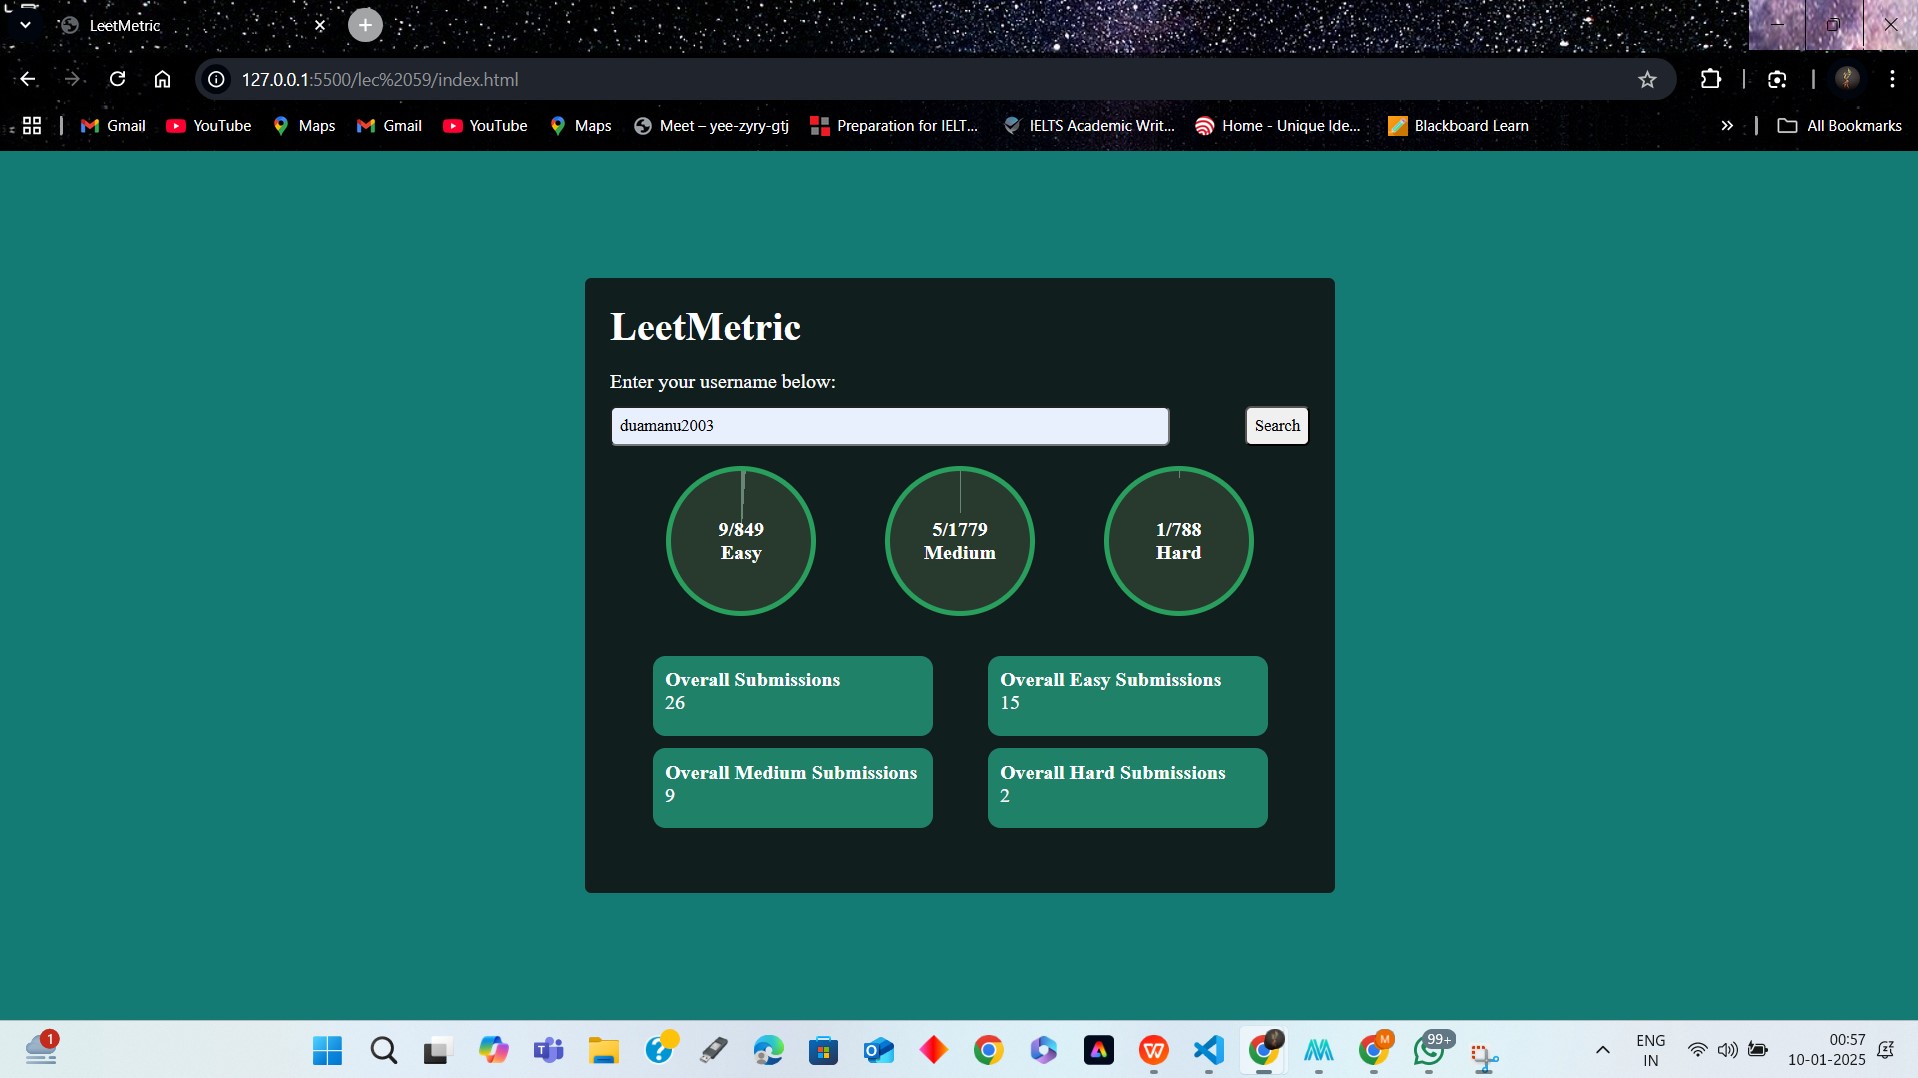 LeetMetric
127.0.0.1:5500/lec%2059/index.html
Gmail YouTube Maps Gmail YouTube Maps Meet – yee-zyry-gtj Preparation for IELT... IELTS Academic Writ... Home - Unique Ide... Blackboard Learn » All Bookmarks
LeetMetric
Enter your username below:
duamanu2003 Search
9/849 5/1779 1/788
Easy Medium Hard
Overall Submissions
26
Overall Easy Submissions
15
Overall Medium Submissions
9
Overall Hard Submissions
2
1
M
99+
ENG
IN
00:57
10-01-2025